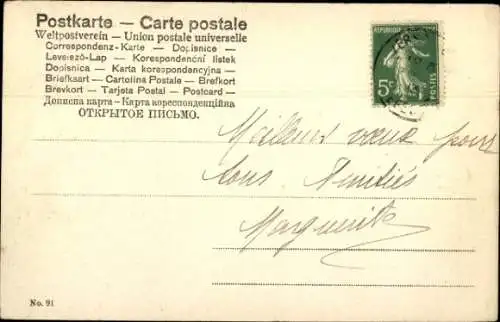 Postkarte — Carte postale
Weltpostverein — Union postale universelle
Correspondenz-Karte — Dopisnice —
Levelező-Lap — Korespondenční lístek
Dopisnica — Karta korespondencyjna —
Briefkaart — Cartolina Postale — Brefkort
Brevkort — Tarjeta Postal — Postcard —
Дописна карта — Карта кореспонденційна
ОТКРЫТОЕ ПИСЬМО.
REPUBLIQUE
5c
POSTES
Meilleurs vœux pour
tous. Amitiés
Marguerite
No. 91